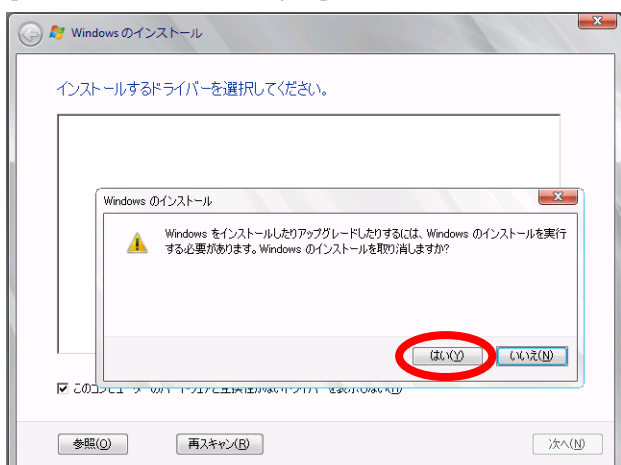 Windows のインストール
インストールするドライバーを選択してください。
Windows のインストール
Windows をインストールしたりアップグレードしたりするには、Windows のインストールを実行
する必要があります。Windows のインストールを取り消しますか?
はい(Y)
いいえ(N)
このコンピューターのハードウェアと互換性がないドライバーを表示しない(H)
参照(O)
再スキャン(R)
次へ(N)